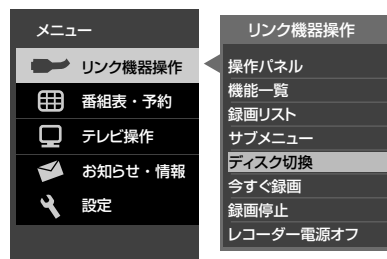 メニュー
リンク機器操作
番組表・予約
テレビ操作
お知らせ・情報
設定
リンク機器操作
操作パネル
機能一覧
録画リスト
サブメニュー
ディスク切換
今すぐ録画
録画停止
レコーダー電源オフ